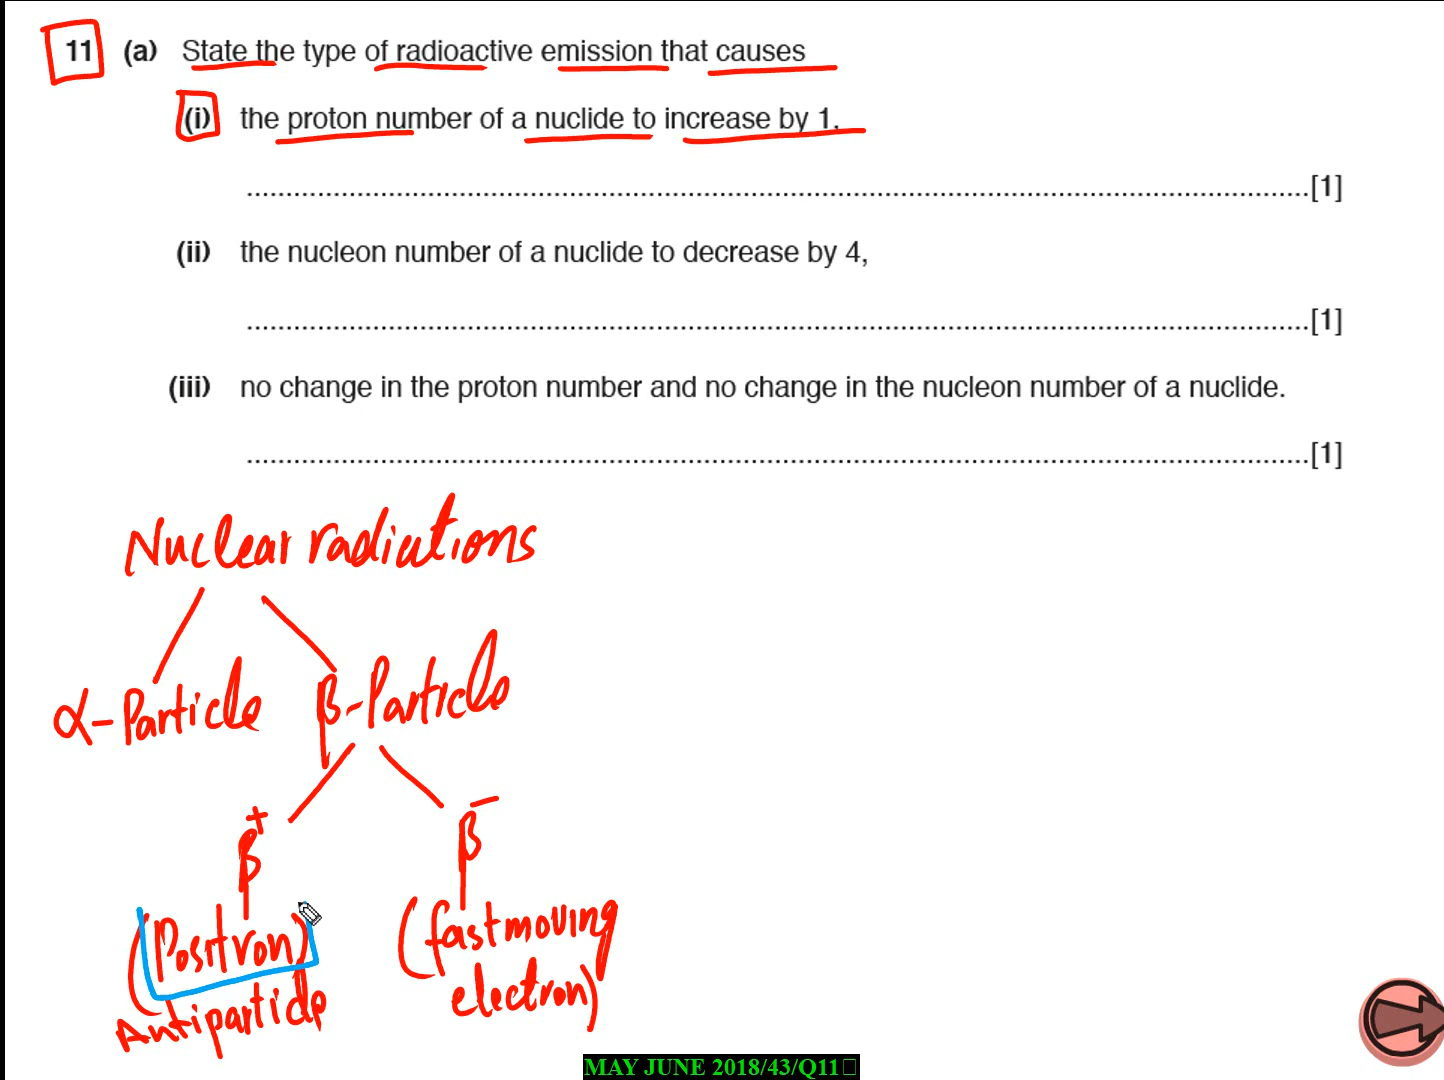 11 (a) State the type of radioactive emission that causes
(i) the proton number of a nuclide to increase by 1,
........................................................................................................................................[1]
(ii) the nucleon number of a nuclide to decrease by 4,
........................................................................................................................................[1]
(iii) no change in the proton number and no change in the nucleon number of a nuclide.
........................................................................................................................................[1]
Nuclear radiations
α-Particle β-Particle
β+ β−
(Positron) (fast moving
Antiparticle electron)
MAY JUNE 2018/43/Q11